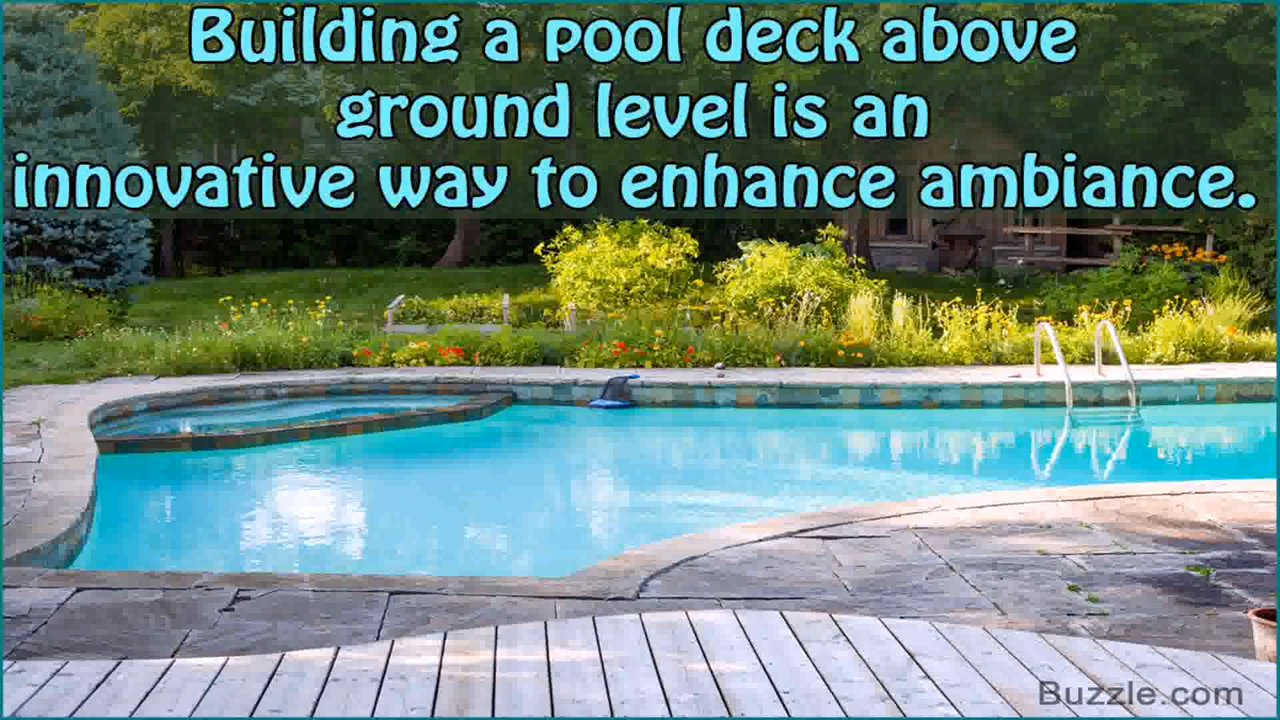 Building a pool deck above
ground level is an
innovative way to enhance ambiance.
Buzzle.com